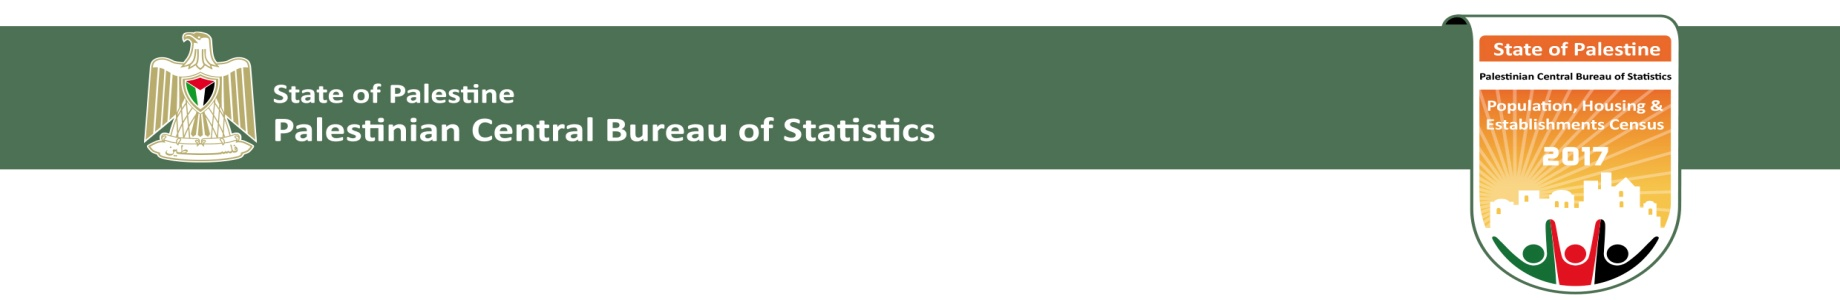 State of Palestine
Palestinian Central Bureau of Statistics
فلسطين
State of Palestine
Palestinian Central Bureau of Statistics
Population, Housing &
Establishments Census
2017